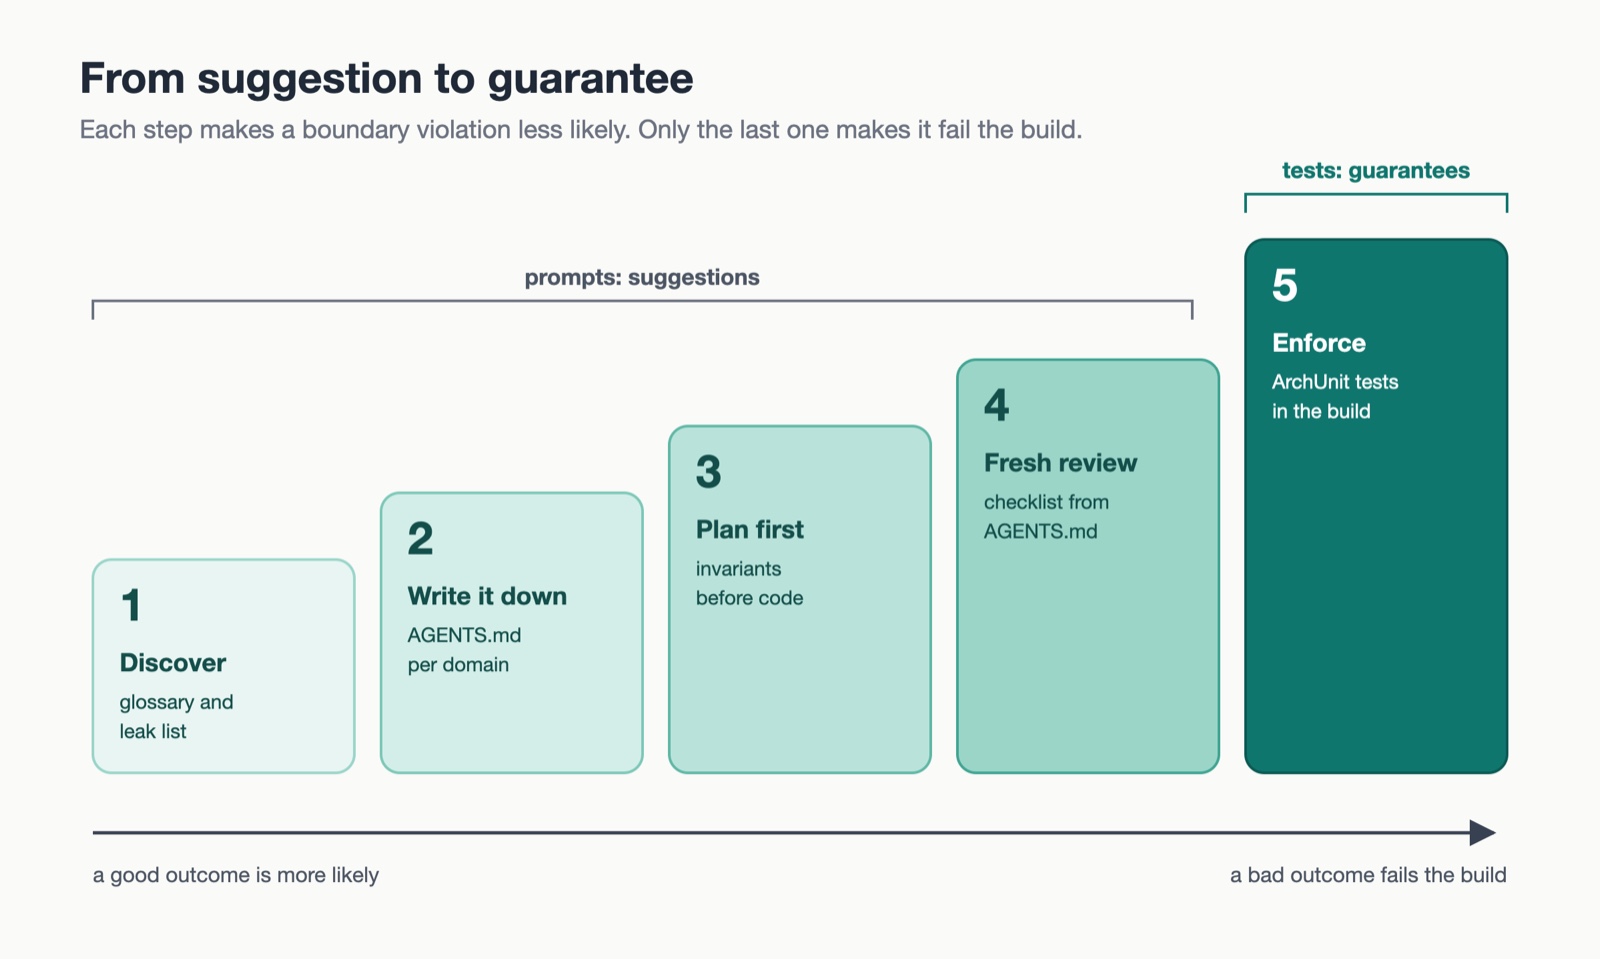 From suggestion to guarantee
Each step makes a boundary violation less likely. Only the last one makes it fail the build.
tests: guarantees
prompts: suggestions
1
Discover
glossary and
leak list
2
Write it down
AGENTS.md
per domain
3
Plan first
invariants
before code
4
Fresh review
checklist from
AGENTS.md
5
Enforce
ArchUnit tests
in the build
a good outcome is more likely
a bad outcome fails the build